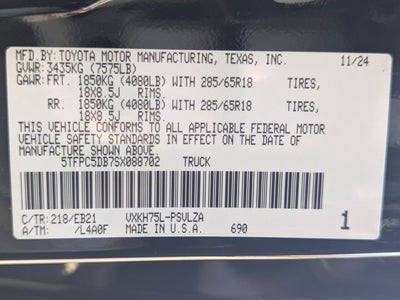 MFD.BY: TOYOTA MOTOR MANUFACTURING, TEXAS, INC. 11/24
GVWR: 3435KG (7575LB)
GAWR: FRT. 1850KG (4080LB) WITH 285/65R18 TIRES,
18X8.5J RIMS.
RR. 1850KG (4080LB) WITH 285/65R18 TIRES,
18X8.5J RIMS.
THIS VEHICLE CONFORMS TO ALL APPLICABLE FEDERAL MOTOR
VEHICLE SAFETY STANDARDS IN EFFECT ON THE DATE OF
MANUFACTURE SHOWN ABOVE.
5TFPC5DB7SX088702 TRUCK
C/TR: 218/EB21 VXKH75L-PSVLZA
A/TM: /L4A0F MADE IN U.S.A. 690 1